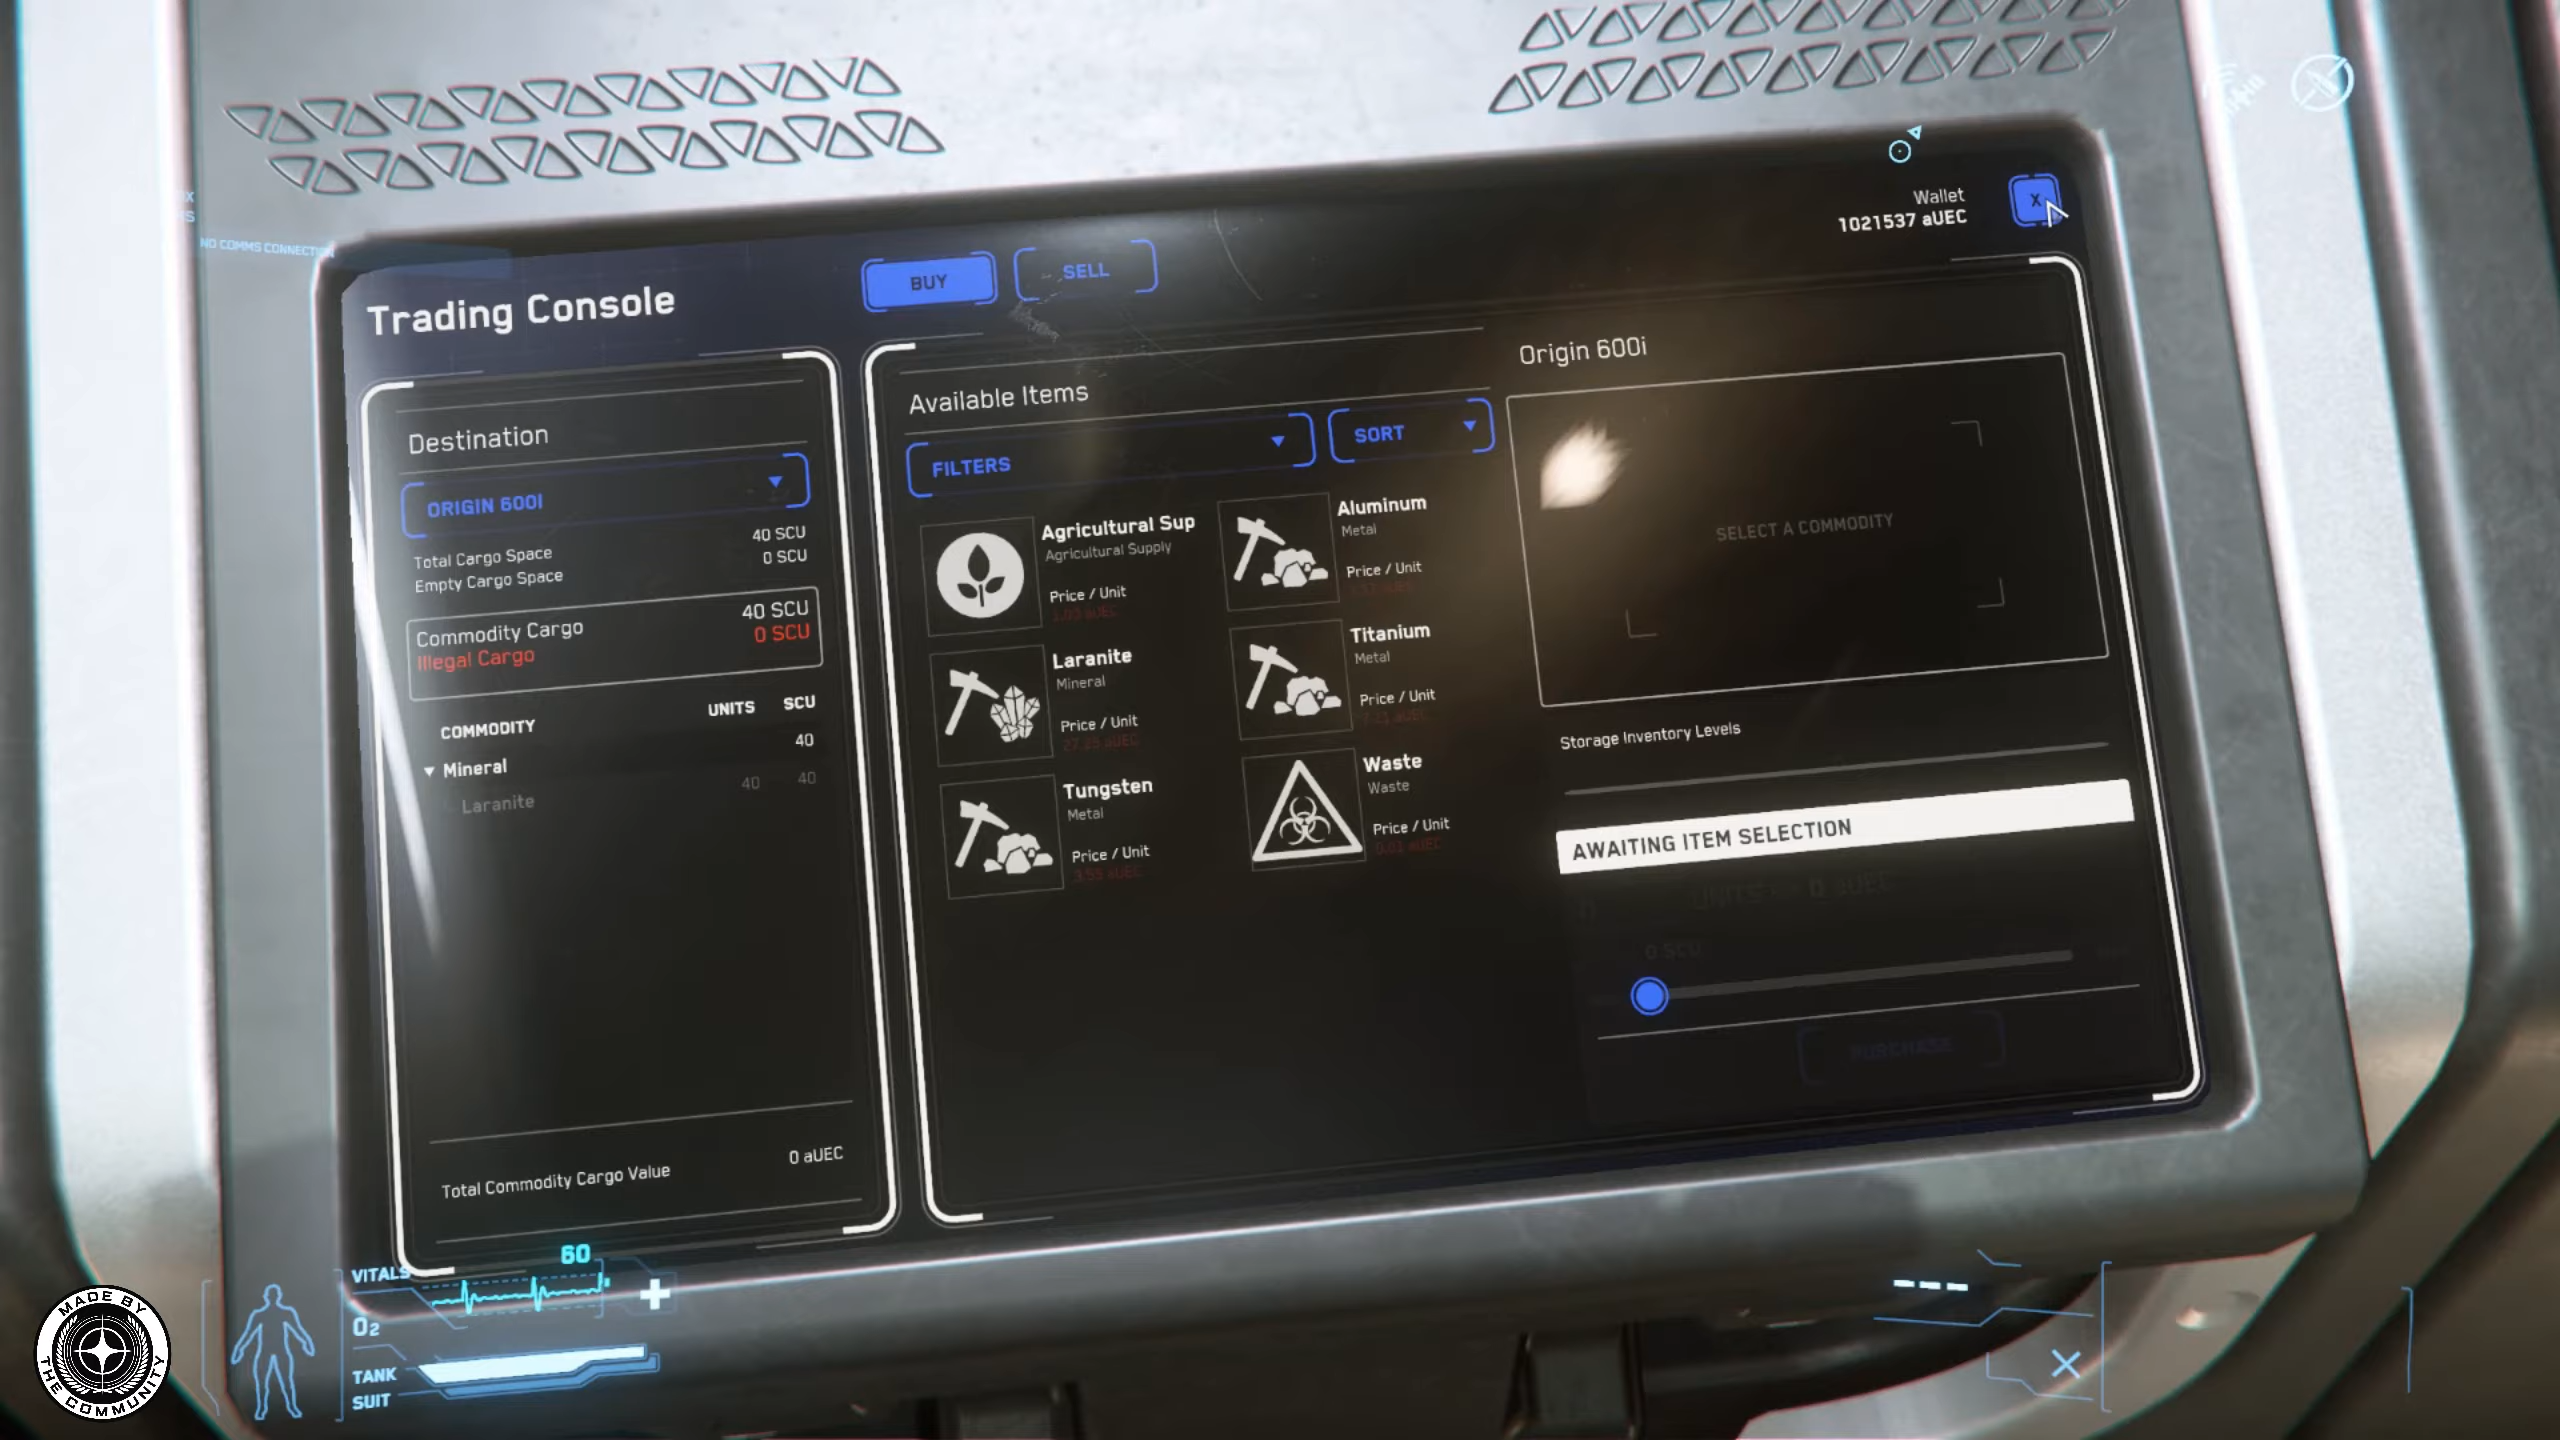 NO COMMS CONNECTION
Wallet
1021537 aUEC
X
Trading Console
BUY
SELL
Destination
ORIGIN 600I
Total Cargo Space 40 SCU
Empty Cargo Space 0 SCU
Commodity Cargo 40 SCU
Illegal Cargo 0 SCU
COMMODITY UNITS SCU
Mineral 40
Laranite 40 40
Total Commodity Cargo Value 0 aUEC
Available Items
FILTERS
SORT
Agricultural Sup
Agricultural Supply
Price / Unit
Aluminum
Metal
Price / Unit
Laranite
Mineral
Price / Unit
Titanium
Metal
Price / Unit
Tungsten
Metal
Price / Unit
Waste
Waste
Price / Unit
Origin 600i
SELECT A COMMODITY
Storage Inventory Levels
AWAITING ITEM SELECTION
0 SCU
PURCHASE
VITALS
60
O₂
TANK
SUIT
MADE BY
THE COMMUNITY